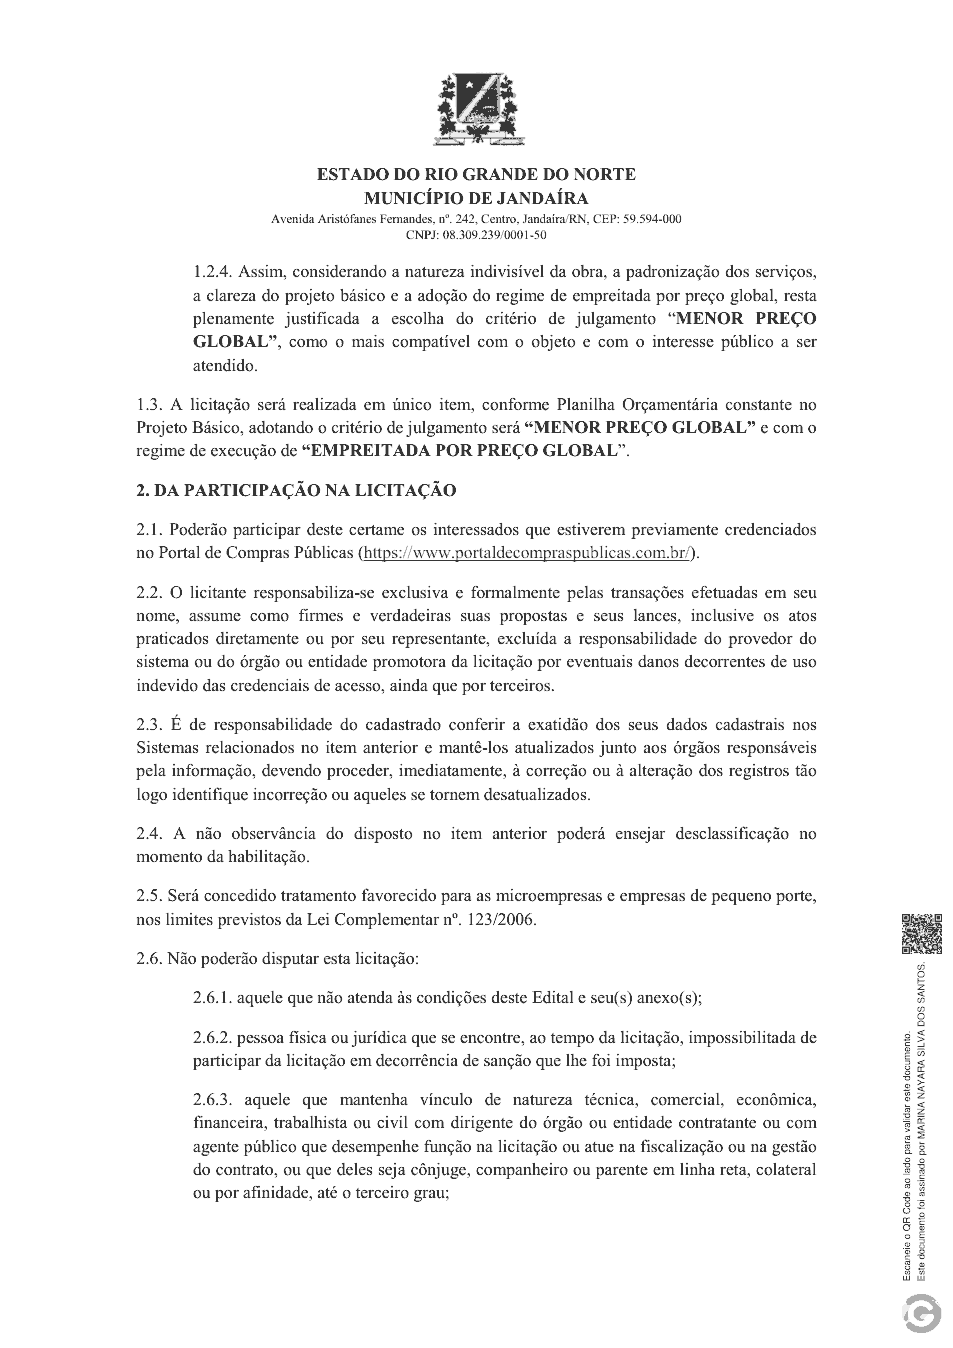 ESTADO DO RIO GRANDE DO NORTE
MUNICÍPIO DE JANDAÍRA
Avenida Aristófanes Fernandes, nº. 242, Centro, Jandaíra/RN, CEP: 59.594-000
CNPJ: 08.309.239/0001-50
1.2.4. Assim, considerando a natureza indivisível da obra, a padronização dos serviços,
a clareza do projeto básico e a adoção do regime de empreitada por preço global, resta
plenamente justificada a escolha do critério de julgamento “MENOR PREÇO
GLOBAL”, como o mais compatível com o objeto e com o interesse público a ser
atendido.
1.3. A licitação será realizada em único item, conforme Planilha Orçamentária constante no
Projeto Básico, adotando o critério de julgamento será “MENOR PREÇO GLOBAL” e com o
regime de execução de “EMPREITADA POR PREÇO GLOBAL”.
2. DA PARTICIPAÇÃO NA LICITAÇÃO
2.1. Poderão participar deste certame os interessados que estiverem previamente credenciados
no Portal de Compras Públicas (https://www.portaldecompraspublicas.com.br/).
2.2. O licitante responsabiliza-se exclusiva e formalmente pelas transações efetuadas em seu
nome, assume como firmes e verdadeiras suas propostas e seus lances, inclusive os atos
praticados diretamente ou por seu representante, excluída a responsabilidade do provedor do
sistema ou do órgão ou entidade promotora da licitação por eventuais danos decorrentes de uso
indevido das credenciais de acesso, ainda que por terceiros.
2.3. É de responsabilidade do cadastrado conferir a exatidão dos seus dados cadastrais nos
Sistemas relacionados no item anterior e mantê-los atualizados junto aos órgãos responsáveis
pela informação, devendo proceder, imediatamente, à correção ou à alteração dos registros tão
logo identifique incorreção ou aqueles se tornem desatualizados.
2.4. A não observância do disposto no item anterior poderá ensejar desclassificação no
momento da habilitação.
2.5. Será concedido tratamento favorecido para as microempresas e empresas de pequeno porte,
nos limites previstos da Lei Complementar nº. 123/2006.
2.6. Não poderão disputar esta licitação:
2.6.1. aquele que não atenda às condições deste Edital e seu(s) anexo(s);
2.6.2. pessoa física ou jurídica que se encontre, ao tempo da licitação, impossibilitada de
participar da licitação em decorrência de sanção que lhe foi imposta;
2.6.3. aquele que mantenha vínculo de natureza técnica, comercial, econômica,
financeira, trabalhista ou civil com dirigente do órgão ou entidade contratante ou com
agente público que desempenhe função na licitação ou atue na fiscalização ou na gestão
do contrato, ou que deles seja cônjuge, companheiro ou parente em linha reta, colateral
ou por afinidade, até o terceiro grau;
Escaneie o QR Code ao lado para validar este documento.
Este documento foi assinado por MARINA NAYARA SILVA DOS SANTOS.
G